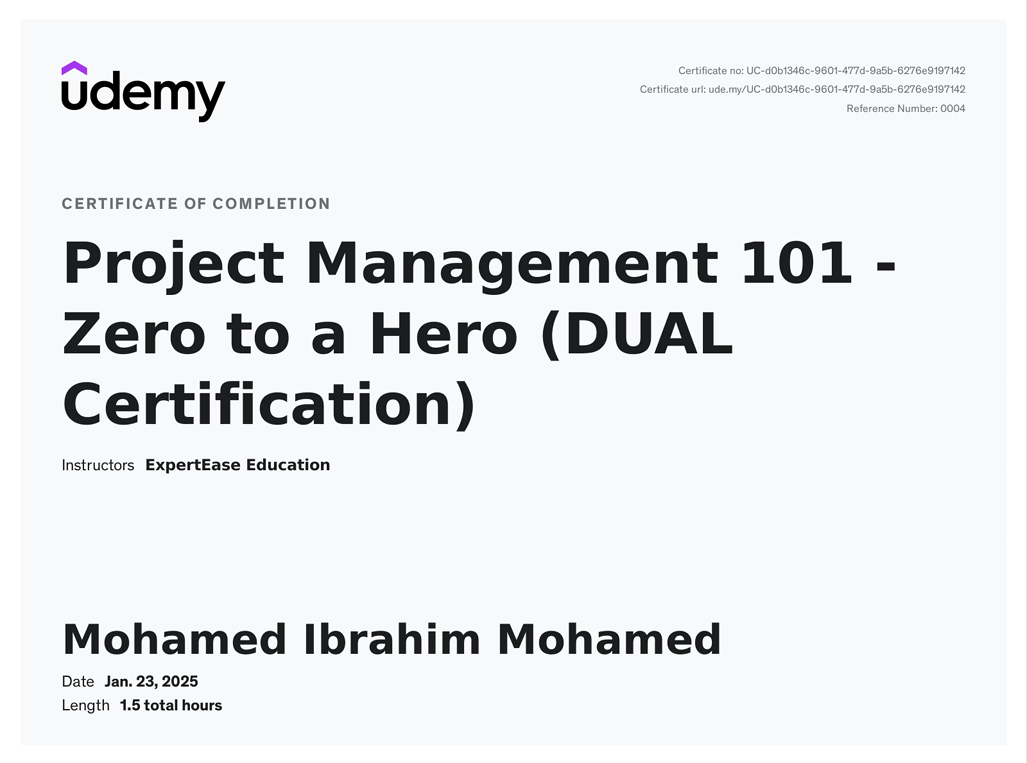 udemy
Certificate no: UC-d0b1346c-9601-477d-9a5b-6276e9197142
Certificate url: ude.my/UC-d0b1346c-9601-477d-9a5b-6276e9197142
Reference Number: 0004
CERTIFICATE OF COMPLETION
Project Management 101 -
Zero to a Hero (DUAL
Certification)
Instructors ExpertEase Education
Mohamed Ibrahim Mohamed
Date Jan. 23, 2025
Length 1.5 total hours